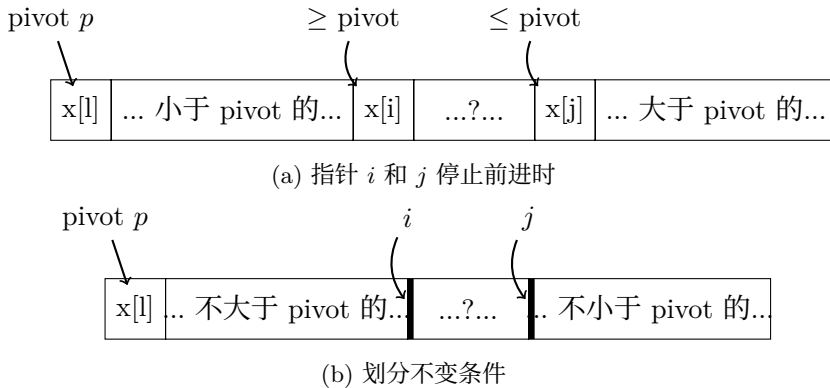 pivot p ≥ pivot ≤ pivot
x[l] ... 小于 pivot 的... x[i] ...?... x[j] ... 大于 pivot 的...
(a) 指针 i 和 j 停止前进时
pivot p i j
x[l] ... 不大于 pivot 的... ...?... ... 不小于 pivot 的...
(b) 划分不变条件